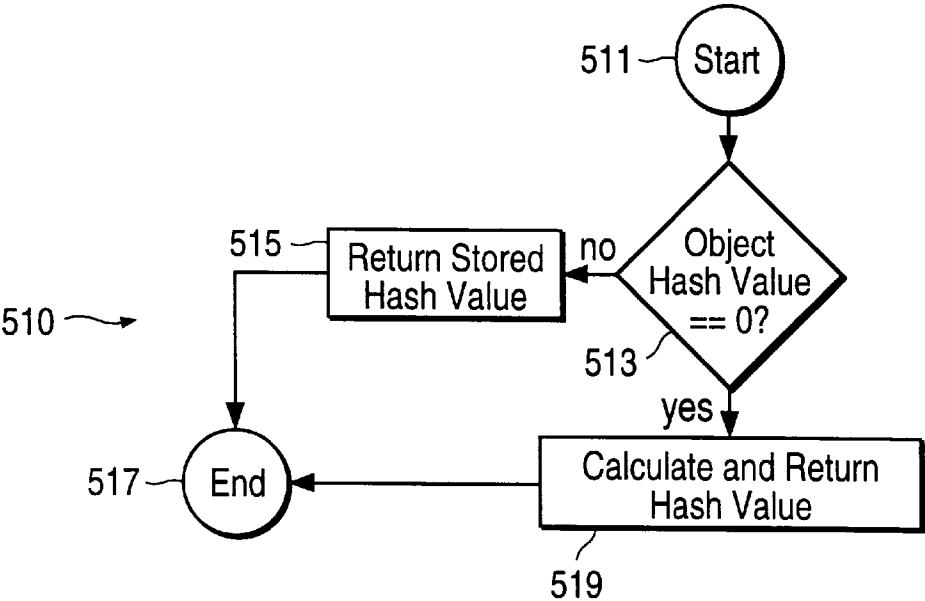 511
Start
Object
Hash Value
== 0?
513
no
515
Return Stored
Hash Value
510
yes
517
End
Calculate and Return
Hash Value
519